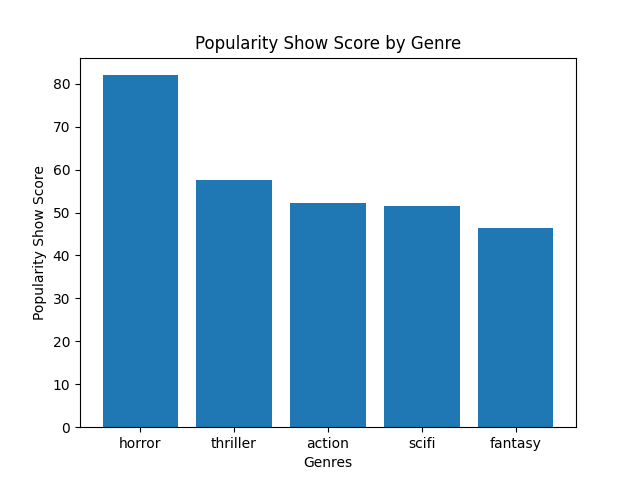 Popularity Show Score by Genre
Popularity Show Score
80
70
60
50
40
30
20
10
0
horror thriller action scifi fantasy
Genres